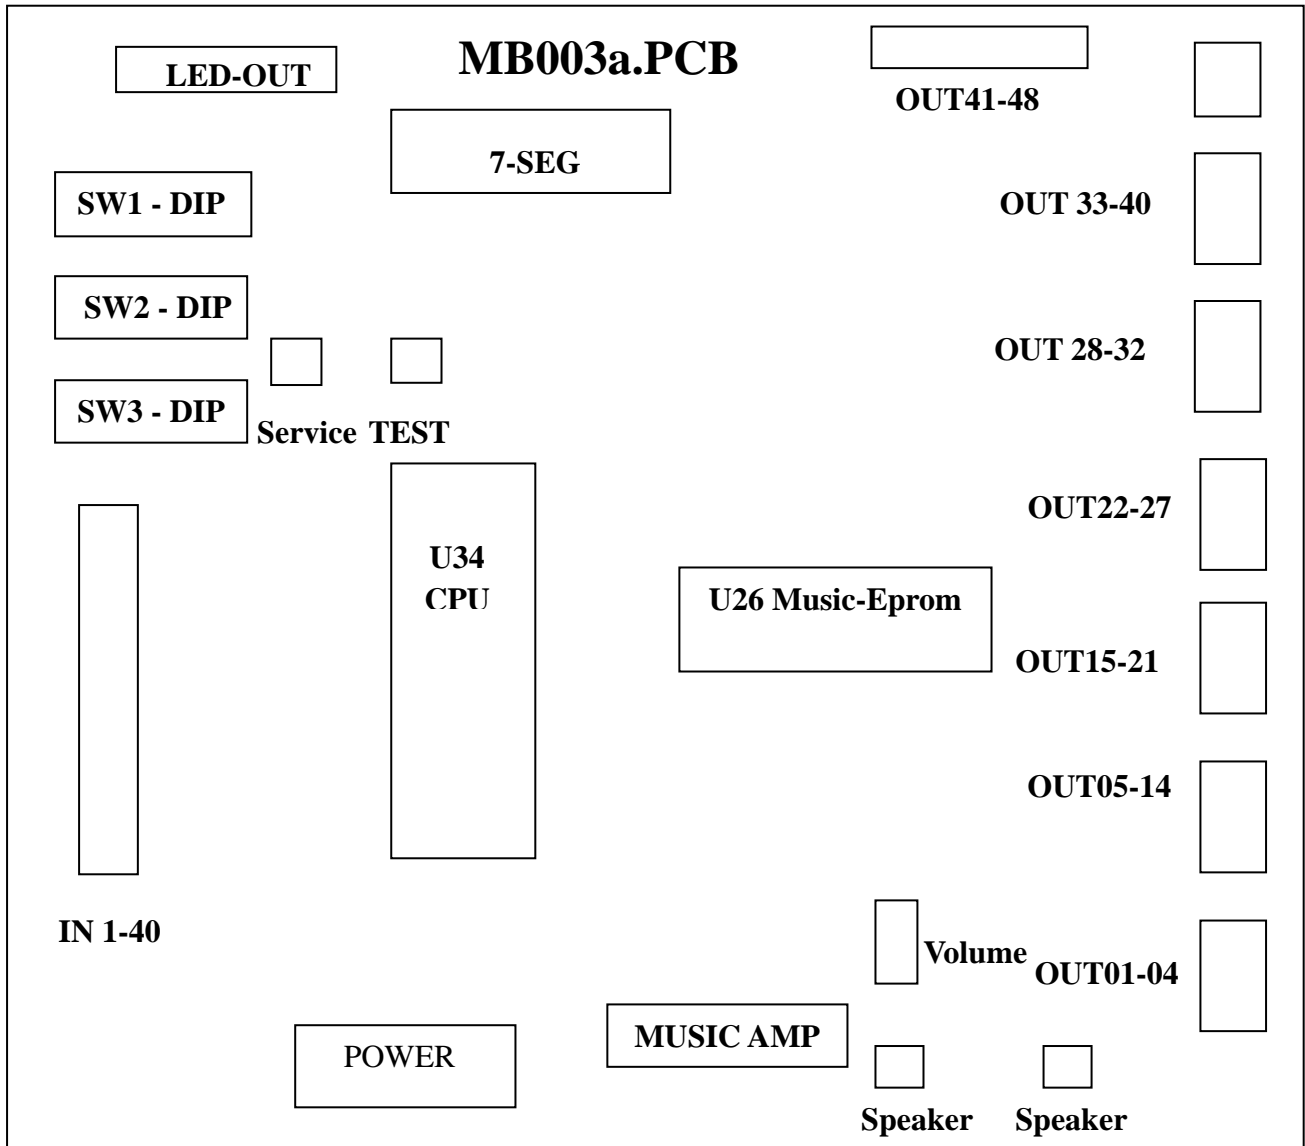 MB003a.PCB
LED-OUT
OUT41-48
7-SEG
SW1 - DIP
OUT 33-40
SW2 - DIP
OUT 28-32
SW3 - DIP
Service TEST
OUT22-27
U34
CPU
U26 Music-Eprom
OUT15-21
OUT05-14
IN 1-40
Volume
OUT01-04
MUSIC AMP
POWER
Speaker
Speaker